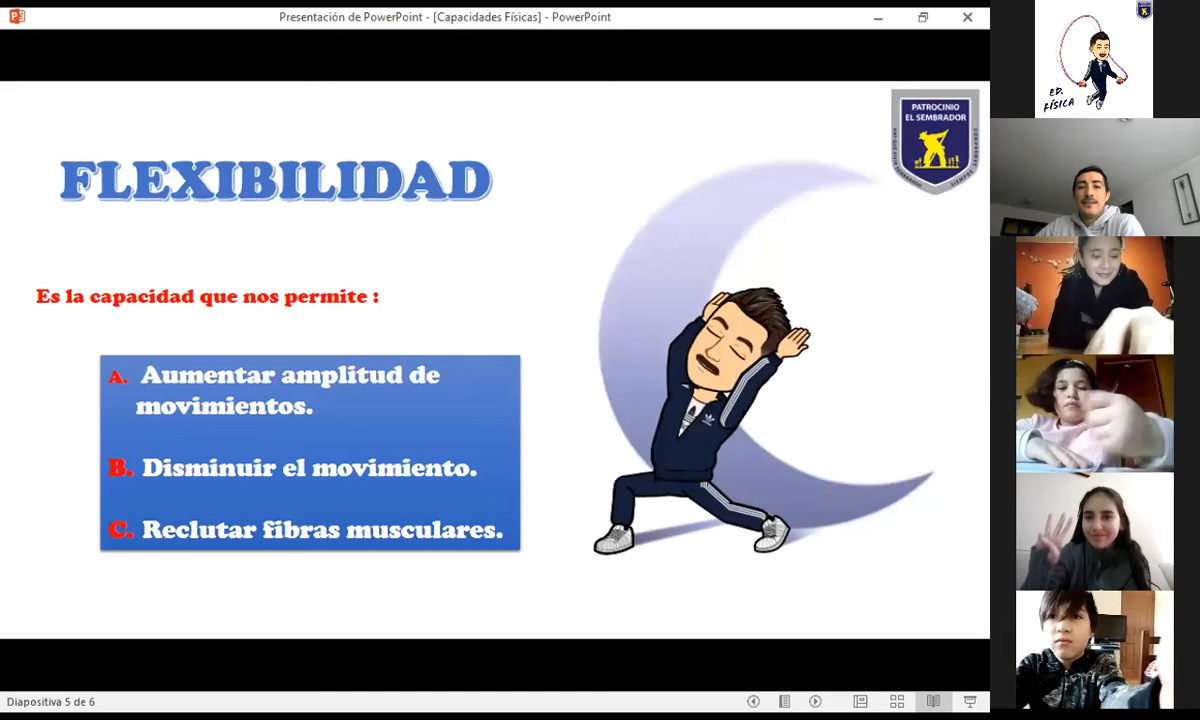 Presentación de PowerPoint - [Capacidades Físicas] - PowerPoint
PATROCINIO
EL SEMBRADOR
FLEXIBILIDAD
Es la capacidad que nos permite :
A. Aumentar amplitud de
movimientos.
B. Disminuir el movimiento.
C. Reclutar fibras musculares.
Diapositiva 5 de 6
ED.
FÍSICA